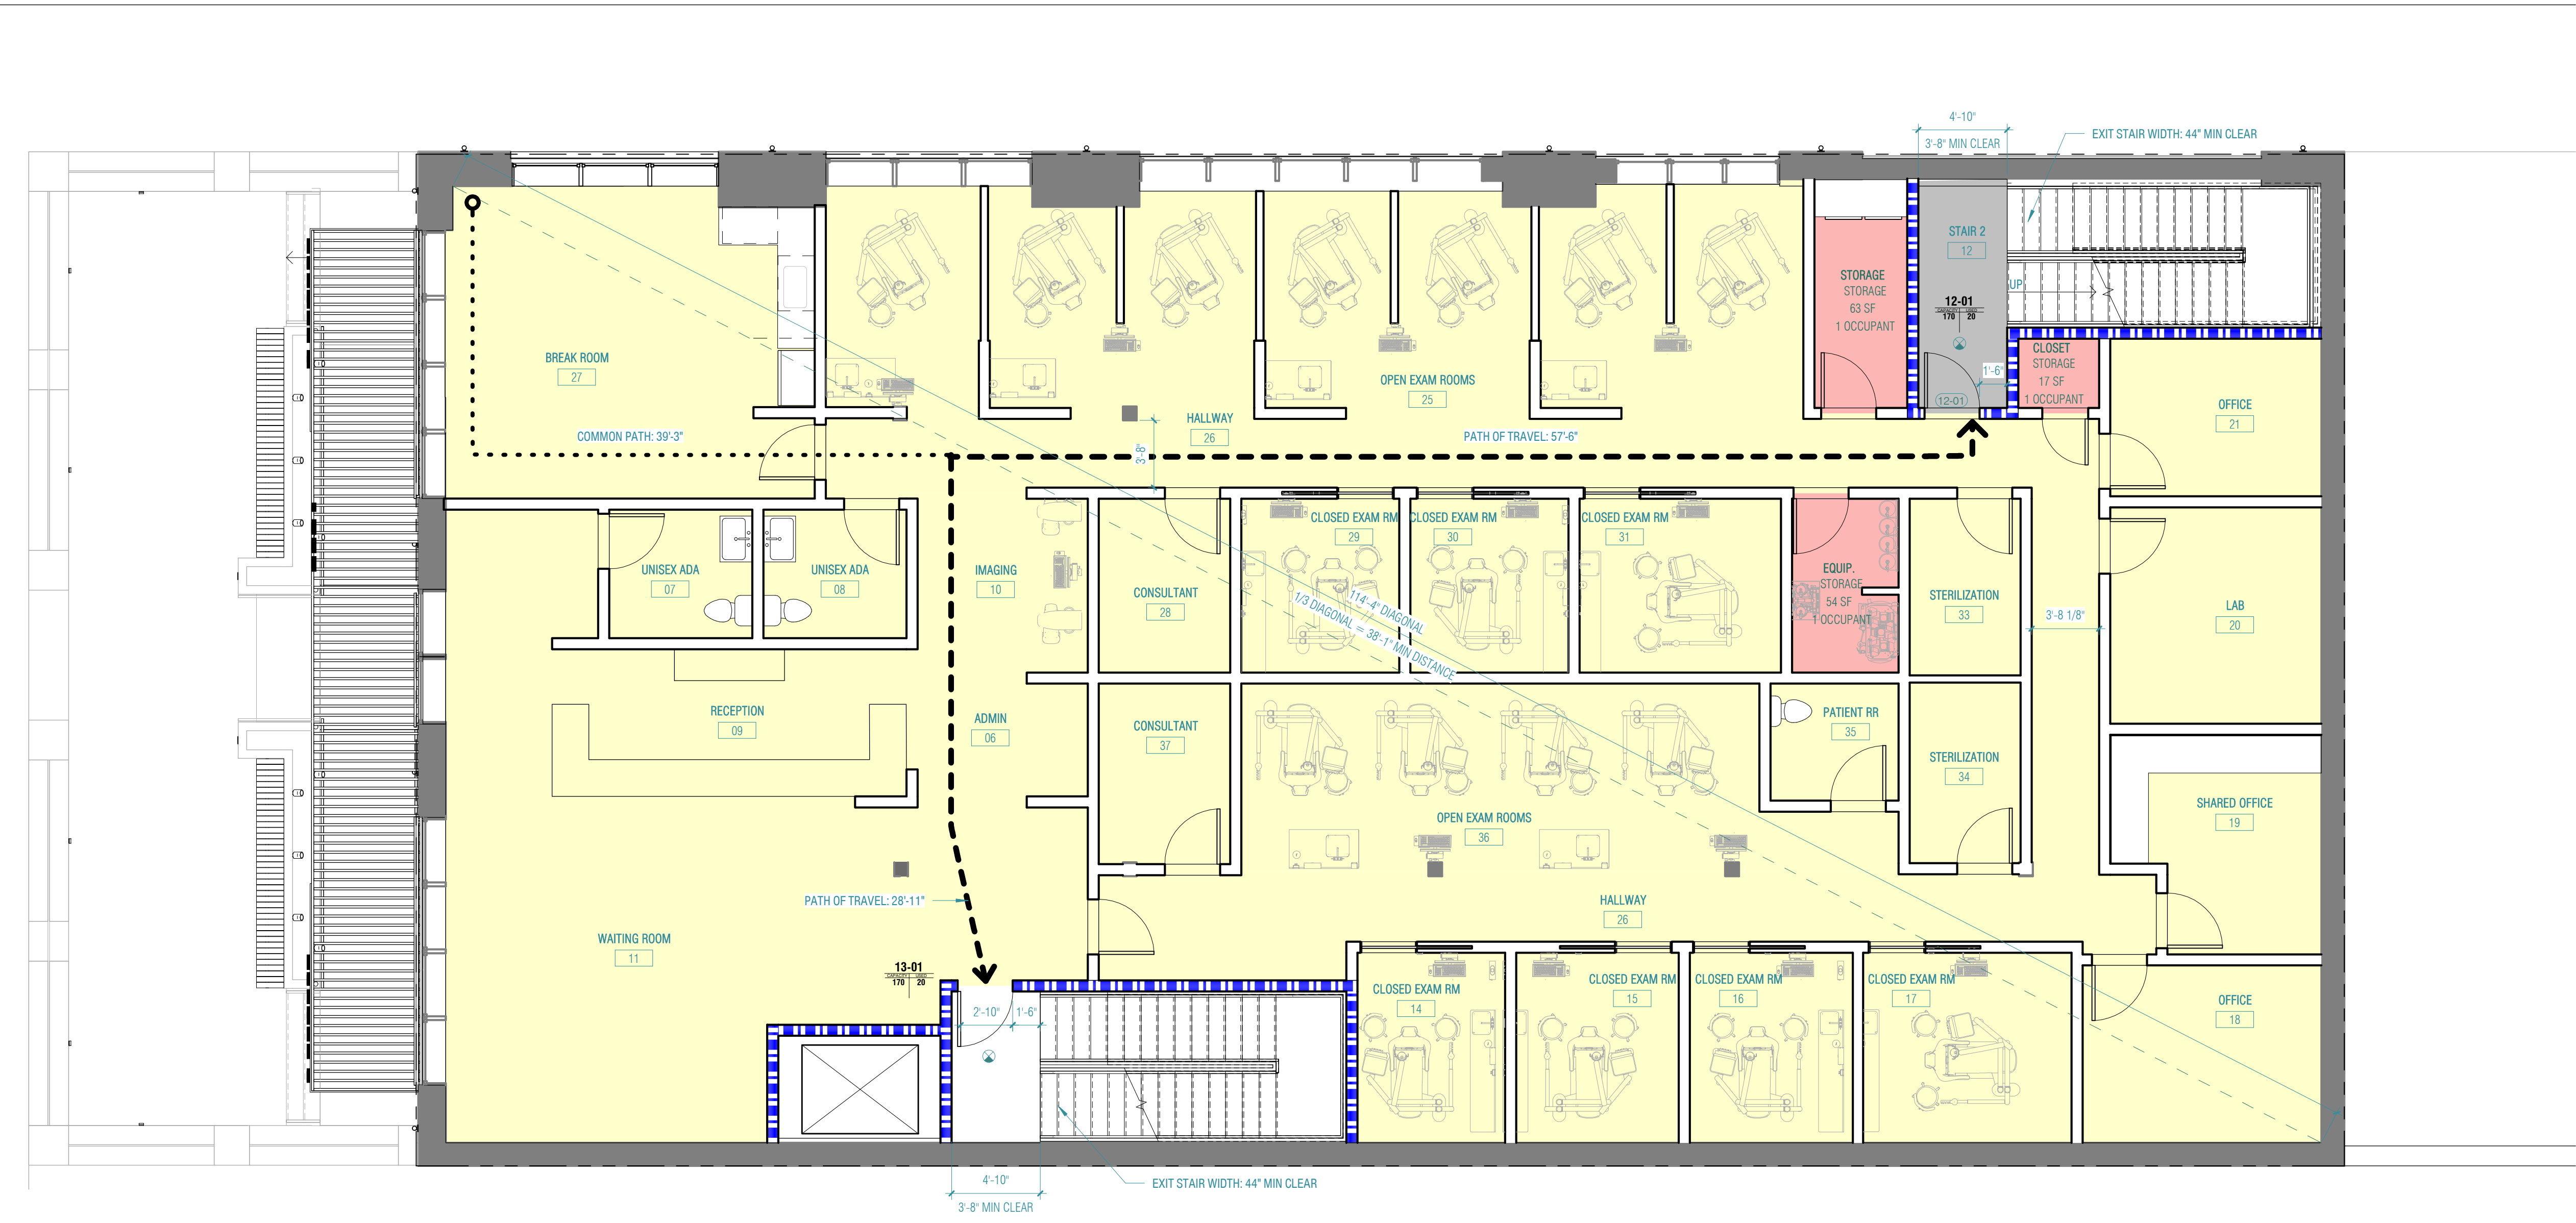 4'-10"
3'-8" MIN CLEAR
EXIT STAIR WIDTH: 44" MIN CLEAR
STAIR 2
12
UP
12-01
CAPACITY USED
170 20
1'-6"
12-01
STORAGE
STORAGE
63 SF
1 OCCUPANT
CLOSET
STORAGE
17 SF
1 OCCUPANT
OFFICE
21
BREAK ROOM
27
COMMON PATH: 39'-3"
HALLWAY
26
3'-8"
OPEN EXAM ROOMS
25
PATH OF TRAVEL: 57'-6"
UNISEX ADA
07
UNISEX ADA
08
IMAGING
10
CONSULTANT
28
CLOSED EXAM RM
29
CLOSED EXAM RM
30
CLOSED EXAM RM
31
EQUIP.
STORAGE
54 SF
1 OCCUPANT
STERILIZATION
33
3'-8 1/8"
LAB
20
114'-4" DIAGONAL
1/3 DIAGONAL = 38'-1" MIN DISTANCE
RECEPTION
09
ADMIN
06
CONSULTANT
37
PATIENT RR
35
STERILIZATION
34
SHARED OFFICE
19
OPEN EXAM ROOMS
36
PATH OF TRAVEL: 28'-11"
HALLWAY
26
WAITING ROOM
11
13-01
CAPACITY USED
170 20
2'-10"
1'-6"
CLOSED EXAM RM
14
CLOSED EXAM RM
15
CLOSED EXAM RM
16
CLOSED EXAM RM
17
OFFICE
18
4'-10"
3'-8" MIN CLEAR
EXIT STAIR WIDTH: 44" MIN CLEAR